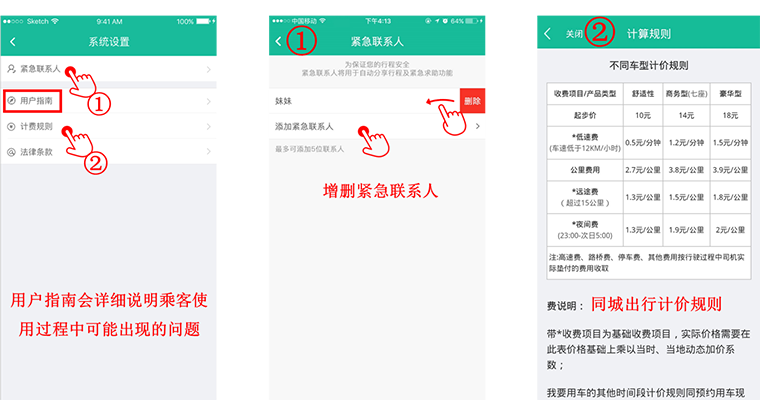 Sketch 9:41 AM 100%
系统设置
紧急联系人
①
用户指南
计费规则
②
法律条款
用户指南会详细说明乘客使
用过程中可能出现的问题
中国移动 下午4:13 64%
① 紧急联系人
为保证您的行程安全
紧急联系人将用于自动分享行程及紧急求助功能
妹妹 删除
添加紧急联系人
最多可添加5位联系人
增删紧急联系人
关闭 ② 计算规则
不同车型计价规则
收费项目/产品类型 舒适性 商务型(七座) 豪华型
起步价 10元 14元 18元
*低速费
(车速低于12KM/小时) 0.5元/分钟 1.2元/分钟 1.5元/分钟
公里费用 2.7元/公里 3.8元/公里 3.9元/公里
*远途费
(超过15公里) 1.3元/公里 1.5元/公里 1.8元/公里
*夜间费
(23:00-次日5:00) 1.3元/公里 1.9元/公里 2元/公里
注:高速费、路桥费、停车费、其他费用按行驶过程中司机实
际垫付的费用收取
费说明： 同城出行计价规则
带*收费项目为基础收费项目，实际价格需要在
此表价格基础上乘以当时、当地动态加价系
数；
我要用车的其他时间段计价规则同预约用车现